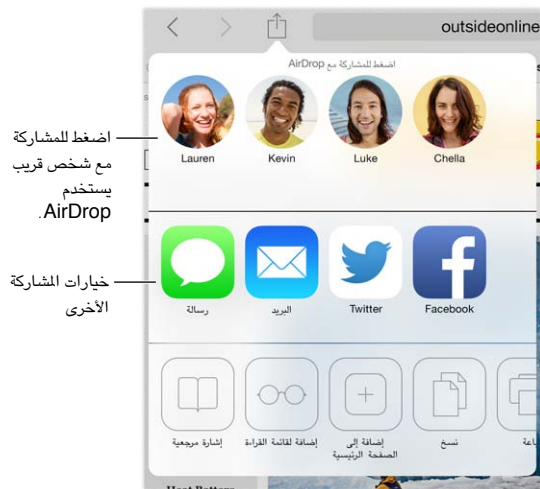 outsideonline
اضغط للمشاركة مع AirDrop
Lauren
Kevin
Luke
Chella
اضغط للمشاركة
مع شخص قريب
يستخدم
AirDrop.
خيارات المشاركة
الأخرى
رسالة
البريد
Twitter
Facebook
إشارة مرجعية
إضافة لقائمة القراءة
إضافة إلى
الصفحة الرئيسية
نسخ